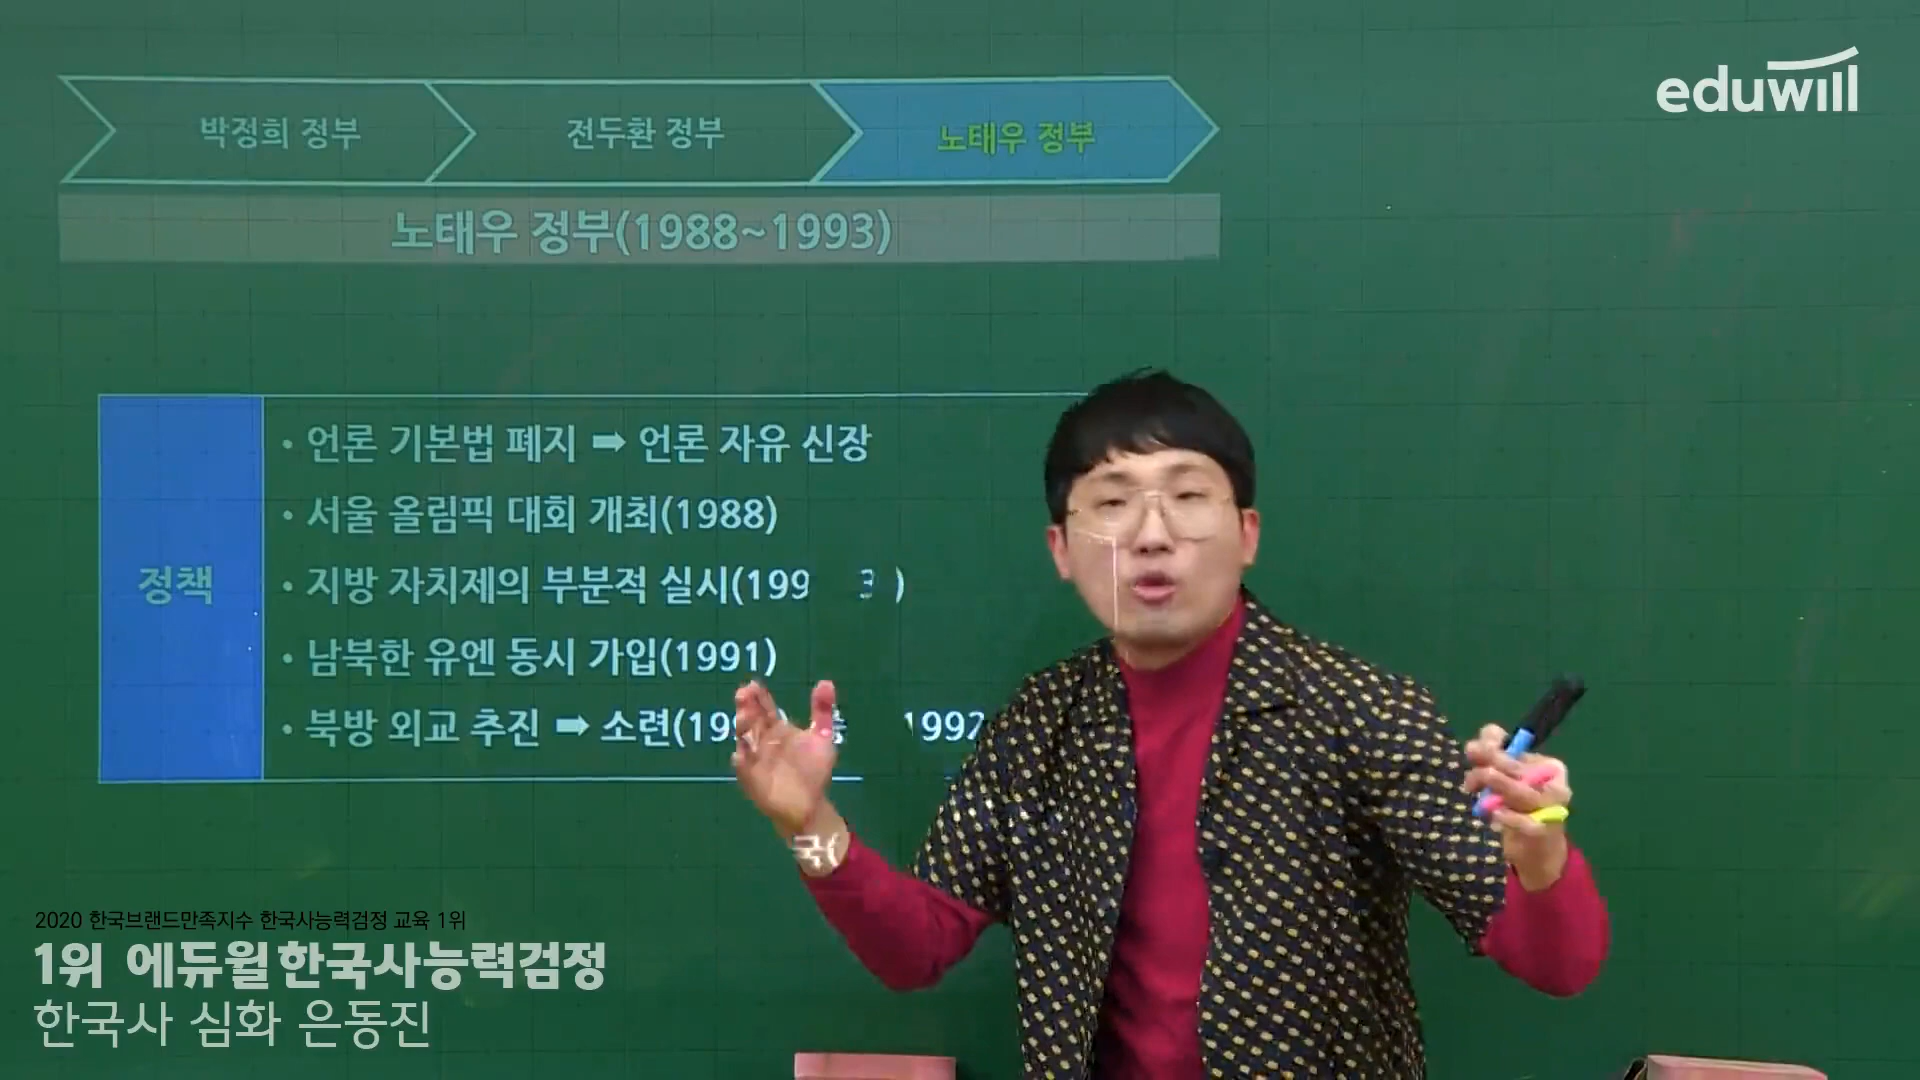 eduwill
박정희 정부
전두환 정부
노태우 정부
노태우 정부(1988~1993)
정책
• 언론 기본법 폐지 ➡ 언론 자유 신장
• 서울 올림픽 대회 개최(1988)
• 지방 자치제의 부분적 실시(199 3 )
• 남북한 유엔 동시 가입(1991)
• 북방 외교 추진 ➡ 소련(199 1992
국(
2020 한국브랜드만족지수 한국사능력검정 교육 1위
1위 에듀윌 한국사능력검정
한국사 심화 은동진